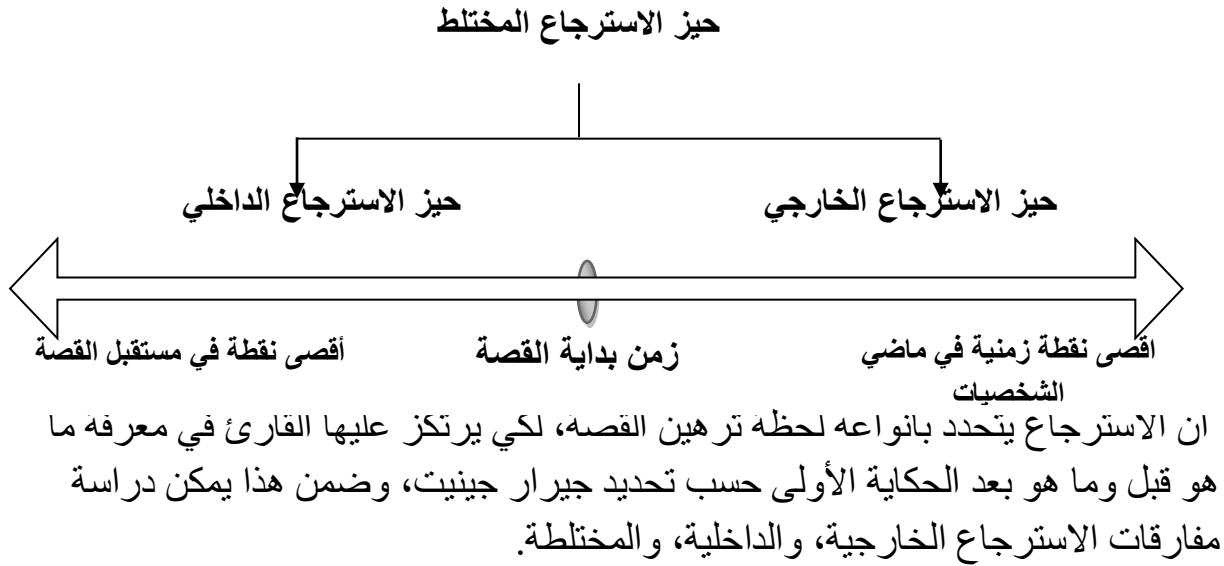 حيز الاسترجاع المختلط
حيز الاسترجاع الخارجي
حيز الاسترجاع الداخلي
اقصى نقطة زمنية في ماضي
الشخصيات
زمن بداية القصة
أقصى نقطة في مستقبل القصة
ان الاسترجاع يتحدد بانواعه لحظة ترهين القصة، لكي يرتكز عليها القارئ في معرفة ما
هو قبل وما هو بعد الحكاية الأولى حسب تحديد جيرار جينيت، وضمن هذا يمكن دراسة
مفارقات الاسترجاع الخارجية، والداخلية، والمختلطة.